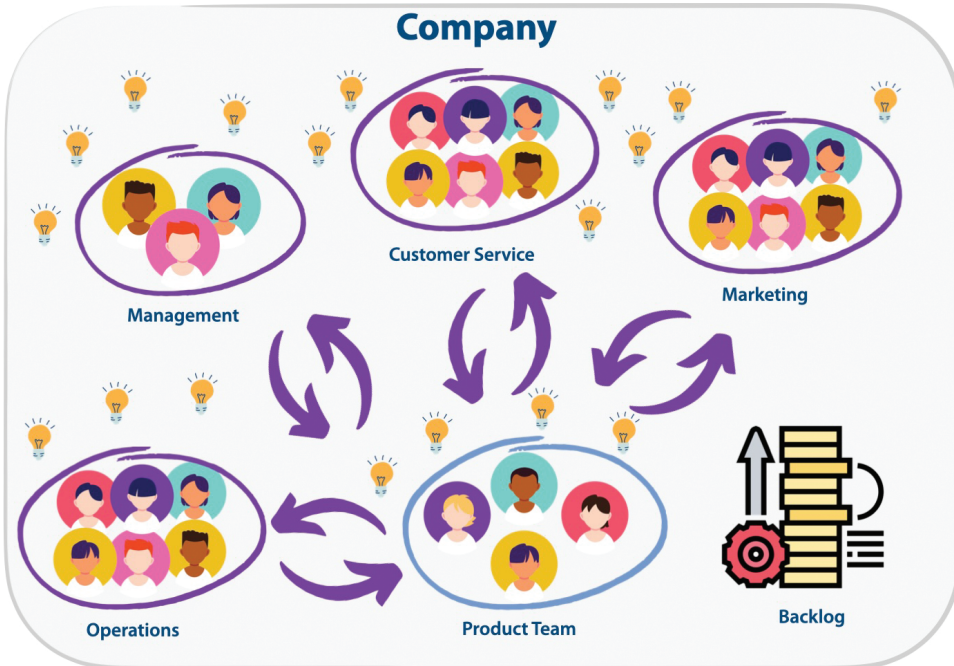 Company
Customer Service
Management
Marketing
Operations
Product Team
Backlog